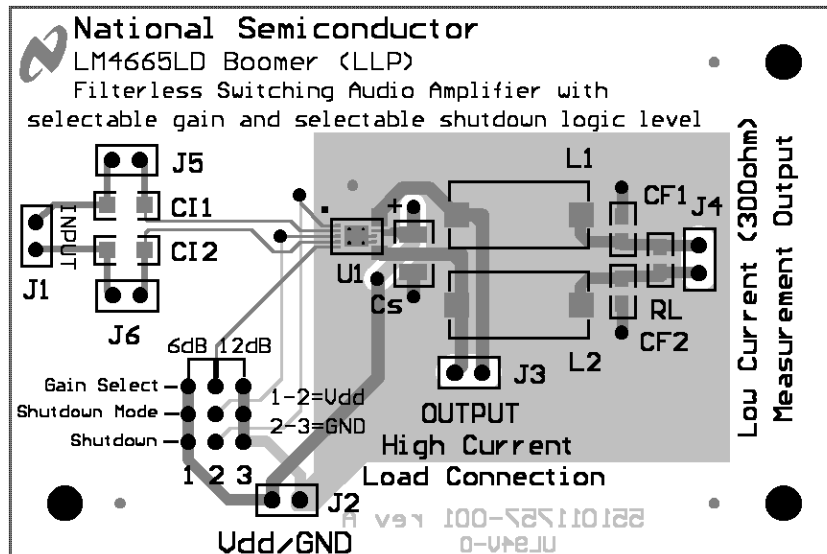 National Semiconductor
LM4665LD Boomer (LLP)
Filterless Switching Audio Amplifier with
selectable gain and selectable shutdown logic level
J5
L1
CF1
J4
CI1
INPUT
+
CI2
J1
U1
Cs
RL
J6
L2
CF2
6dB 12dB
J3
Gain Select
1-2=Vdd
OUTPUT
Shutdown Mode
2-3=GND
High Current
Shutdown
Load Connection
1 2 3
J2
Vdd/GND
551011757-001 rev A
UL94V-0
Low Current (300ohm)
Measurement Output